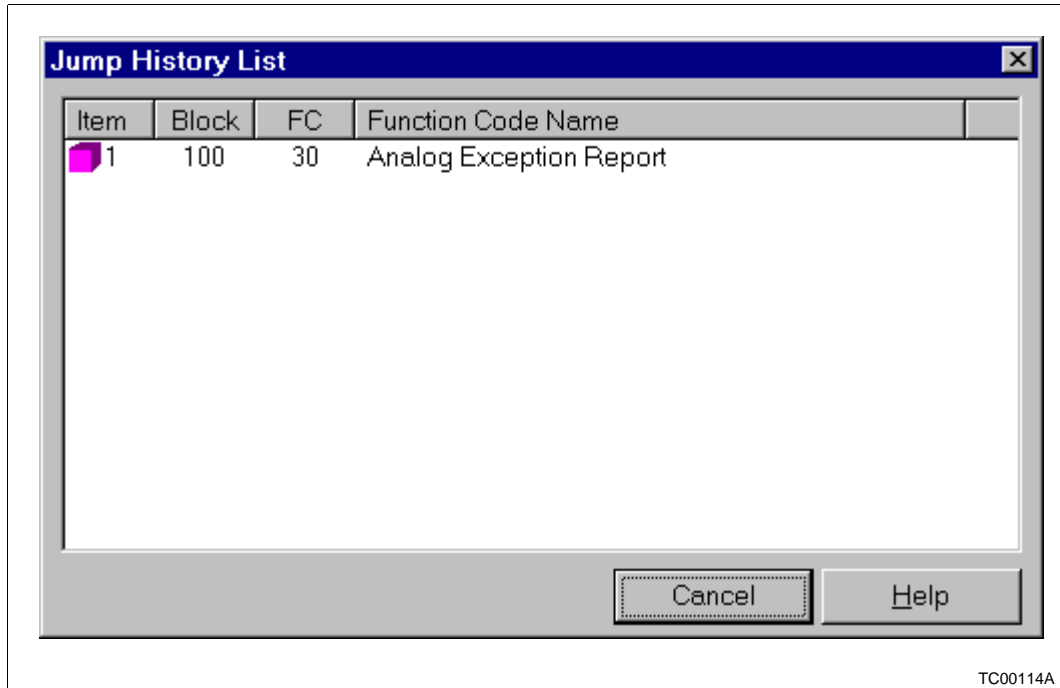 Jump History List
Item Block FC Function Code Name
1 100 30 Analog Exception Report
Cancel Help
TC00114A